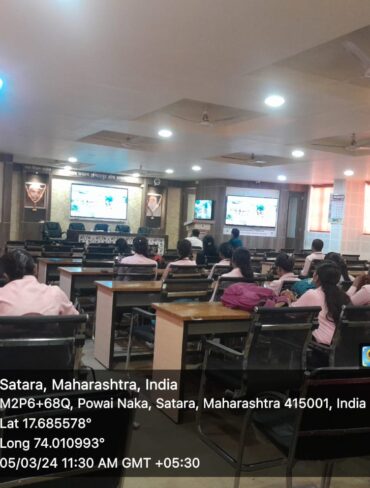 Satara, Maharashtra, India
M2P6+68Q, Powai Naka, Satara, Maharashtra 415001, India
Lat 17.685578°
Long 74.010993°
05/03/24 11:30 AM GMT +05:30